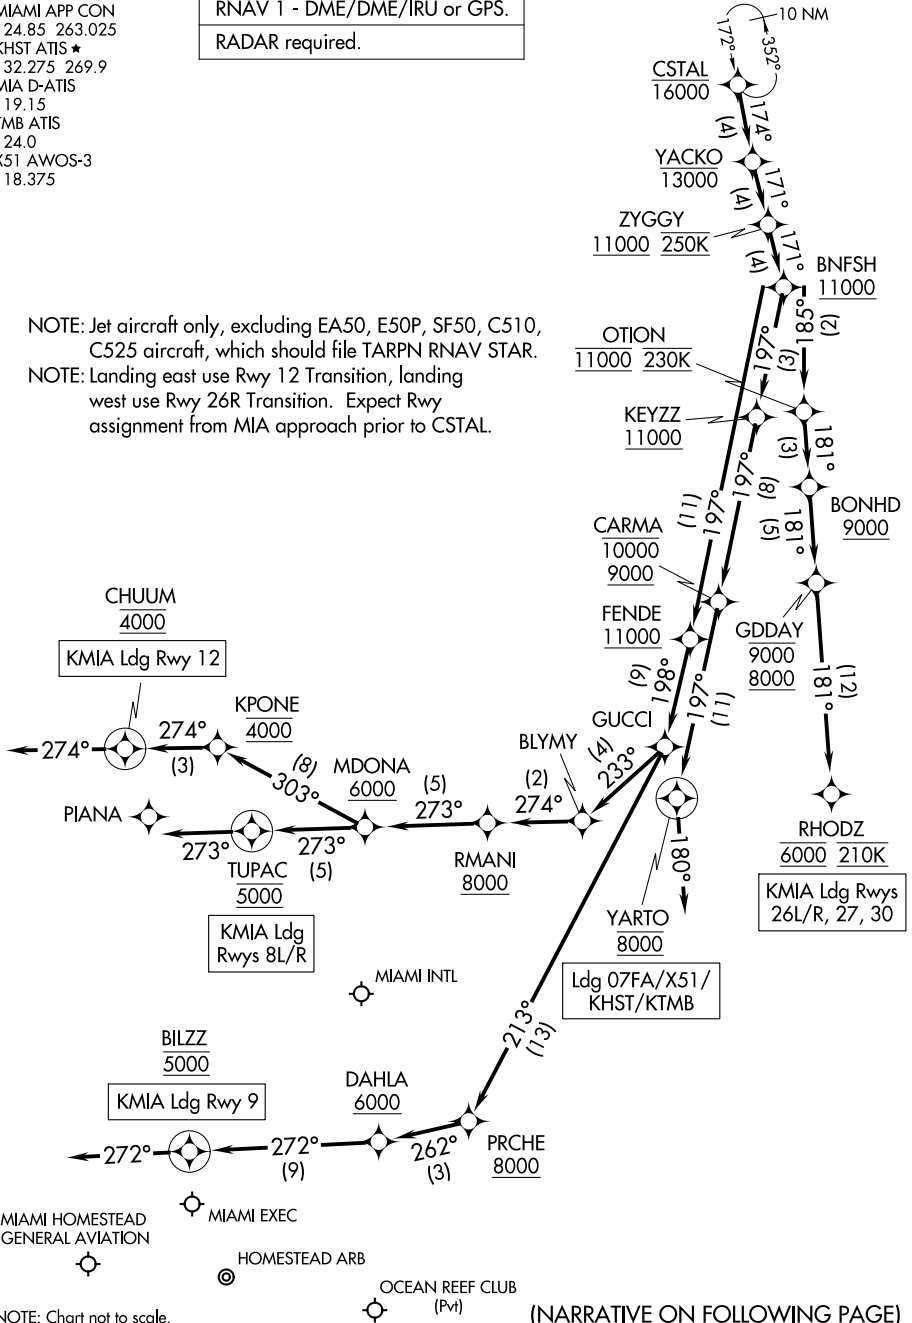 MIAMI APP CON
24.85 263.025
KHST ATIS ★
32.275 269.9
MIA D-ATIS
19.15
TMB ATIS
24.0
X51 AWOS-3
18.375
RNAV 1 - DME/DME/IRU or GPS.
RADAR required.
10 NM
172°
352°
CSTAL
16000
174°
(4)
YACKO
13000
171°
(4)
ZYGGY
11000 250K
171°
(4)
BNFSH
11000
NOTE: Jet aircraft only, excluding EA50, E50P, SF50, C510,
C525 aircraft, which should file TARPN RNAV STAR.
NOTE: Landing east use Rwy 12 Transition, landing
west use Rwy 26R Transition. Expect Rwy
assignment from MIA approach prior to CSTAL.
OTION
11000 230K
197°
(3)
185°
(2)
KEYZZ
11000
181°
(3)
197°
(11)
197°
(8)
BONHD
9000
181°
(5)
CARMA
10000
9000
FENDE
11000
GDDAY
9000
8000
CHUUM
4000
KMIA Ldg Rwy 12
198°
(9)
197°
(11)
181°
(12)
KPONE
4000
GUCCI
BLYMY
274°
274°
(3)
303°
(8)
MDONA
6000
273°
(5)
274°
(2)
233°
(4)
PIANA
273°
TUPAC
5000
273°
(5)
RMANI
8000
180°
RHODZ
6000 210K
KMIA Ldg Rwys
26L/R, 27, 30
KMIA Ldg
Rwys 8L/R
YARTO
8000
Ldg 07FA/X51/
KHST/KTMB
MIAMI INTL
213°
(13)
BILZZ
5000
KMIA Ldg Rwy 9
DAHLA
6000
272°
272°
(9)
262°
(3)
PRCHE
8000
MIAMI EXEC
MIAMI HOMESTEAD
GENERAL AVIATION
HOMESTEAD ARB
OCEAN REEF CLUB
(Pvt)
NOTE: Chart not to scale.
(NARRATIVE ON FOLLOWING PAGE)